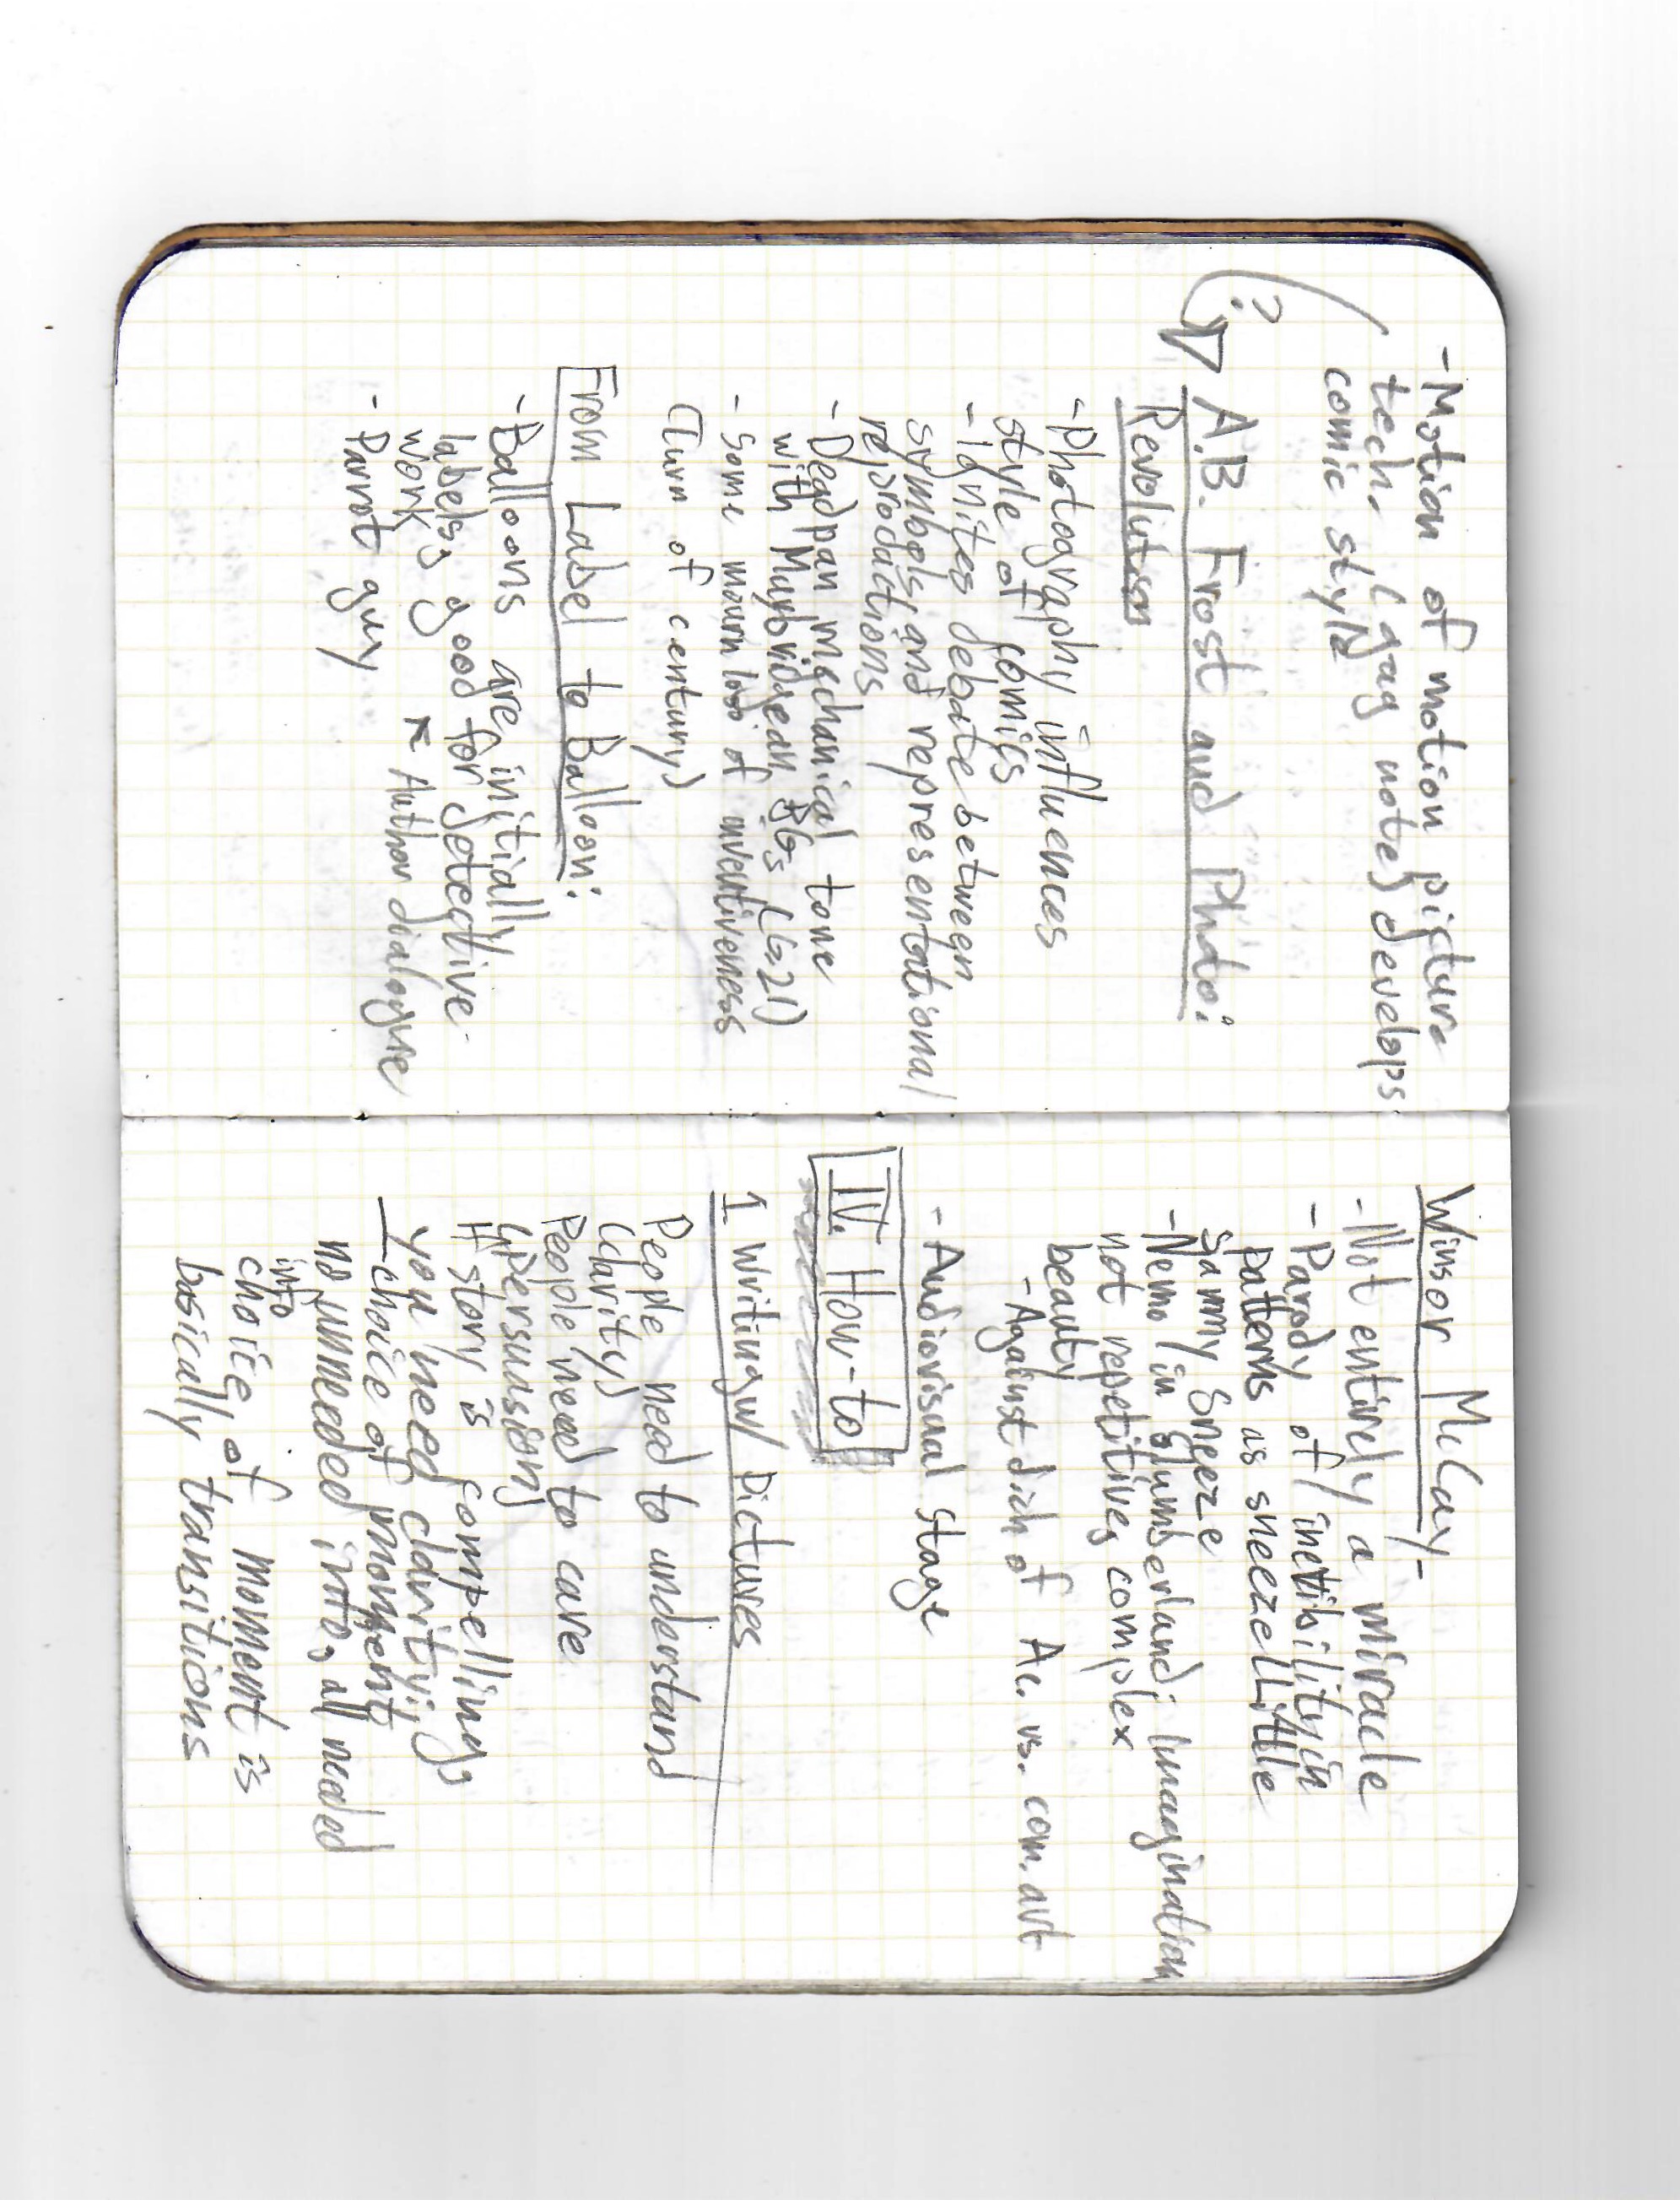 -Motion of motion picture
tech. (gag note) develops
comic style
?
A.B. Frost and Photo:
Revolution
-Photography influences
style of comics
-Ignites debate between
symbols and representational
reproductions
-Deadpan mechanical tone
with Muybridgean BGs (6.21)
- Some mourn loss of inventiveness
(Turn of century)
From Label to Balloon:
-Balloons are initially
labels, good for detective
work
Author dialogue
- Parrot guy
Winsor McCay
-Not entirely a miracle
-Parody of inetibility in
patterns as sneeze Little
Sammy Sneeze
-Nemo in Slumberland: Imagination
not repetitive, complex
beauty
-Against dich of Ac. vs. com. art
- Audiovisual Stage
IV. How-to
1 Writing w/ Pictures
People need to understand
(clarity)
People need to care
(persuasion)
If story is compelling,
you need clarity:
-choice of moment
no unneeded info, all needed
info
choice of moment is
basically transitions